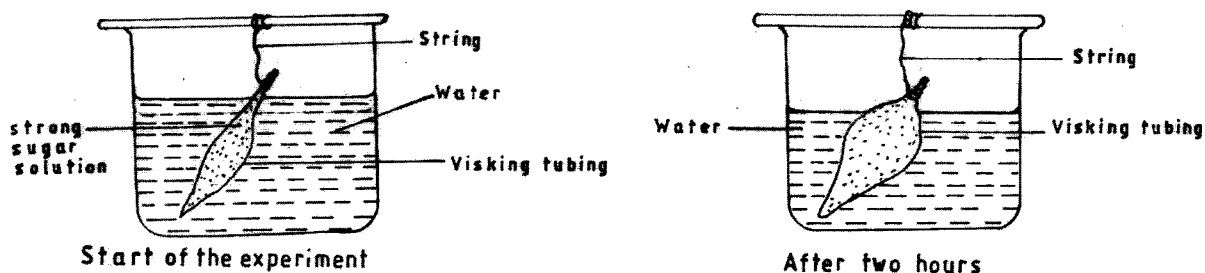 String
Water
strong
sugar
solution
Visking tubing
Start of the experiment
String
Water
Visking tubing
After two hours